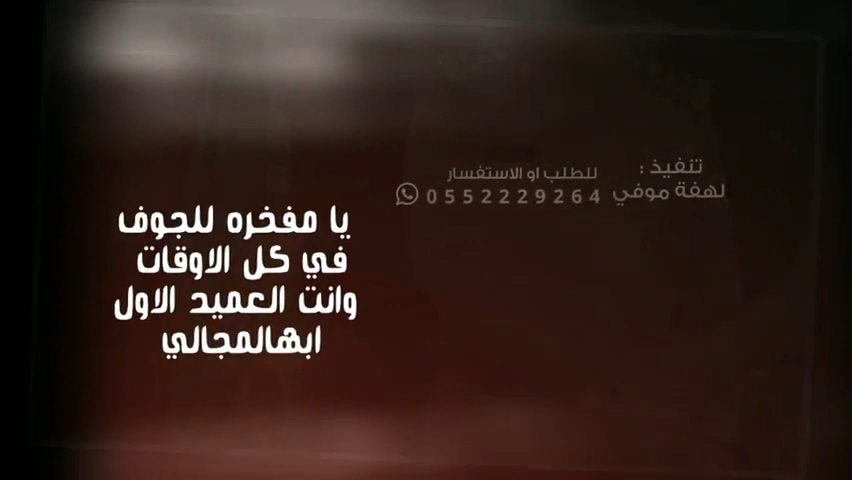 تنفيذ :
لهفة موفي
للطلب او الاستفسار
0552229264
يا مفخره للجوف
في كل الاوقات
وانت العميد الاول
ابهالمجالي